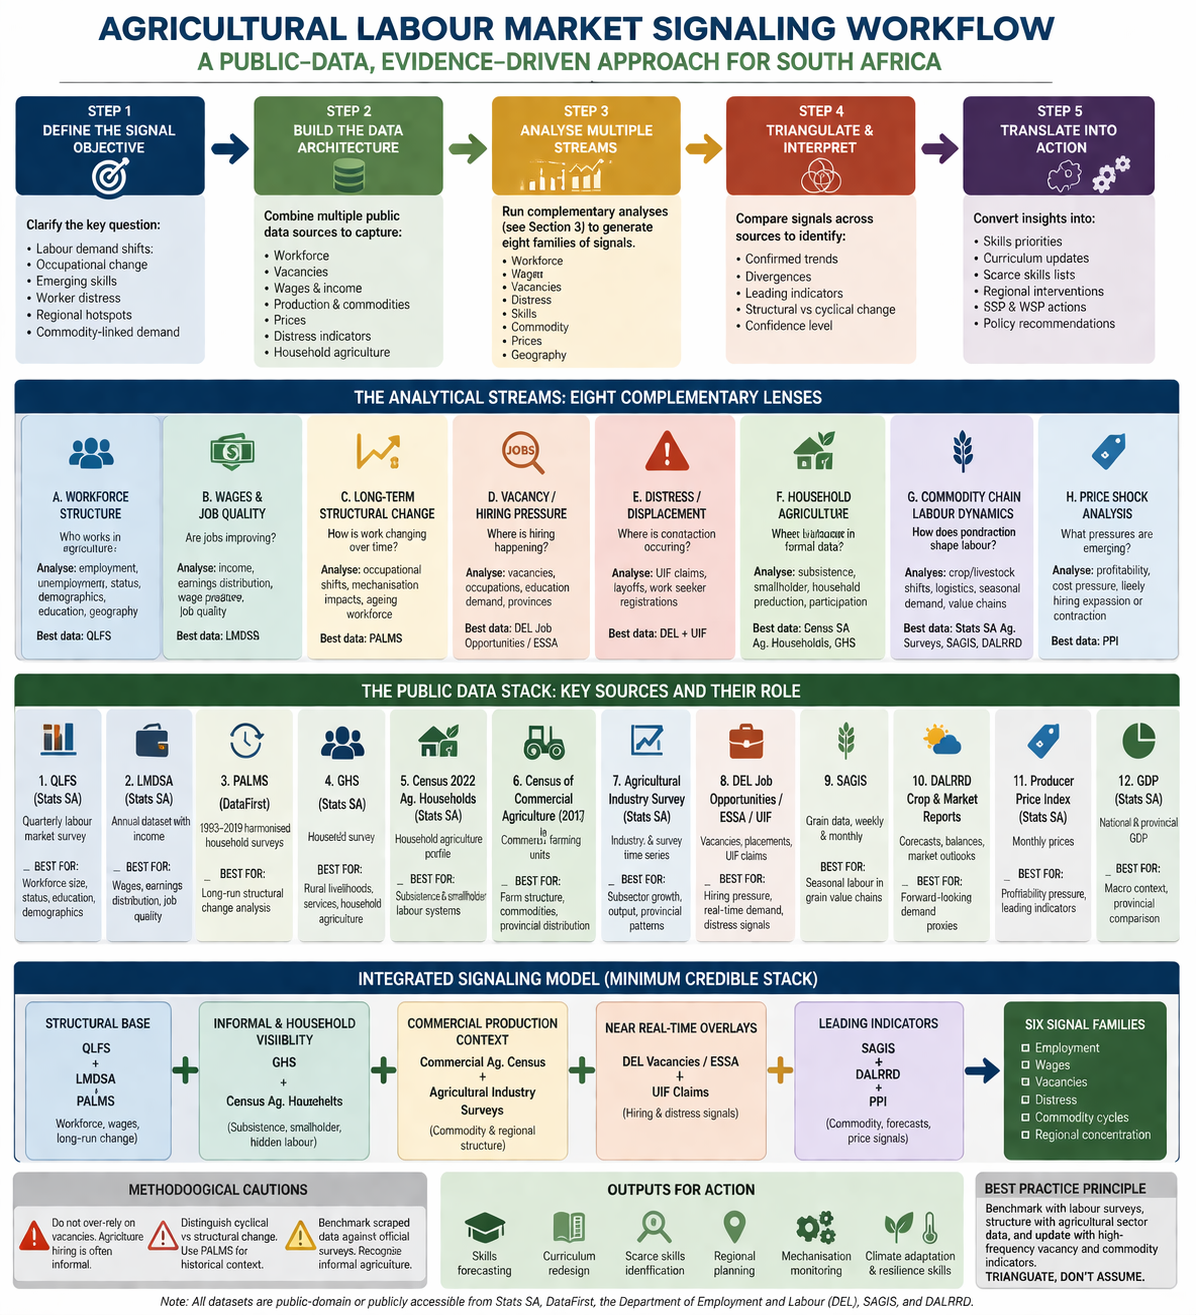 AGRICULTURAL LABOUR MARKET SIGNALING WORKFLOW
A PUBLIC–DATA, EVIDENCE–DRIVEN APPROACH FOR SOUTH AFRICA
STEP 1
DEFINE THE SIGNAL
OBJECTIVE
Clarify the key question:
• Labour demand shifts:
• Occupational change
• Emerging skills
• Worker distress
• Regional hotspots
• Commodity-linked demand
STEP 2
BUILD THE DATA
ARCHITECTURE
Combine multiple public
data sources to capture:
• Workforce
• Vacancies
• Wages & income
• Production & commodities
• Prices
• Distress indicators
• Household agriculture
STEP 3
ANALYSE MULTIPLE
STREAMS
Run complementary analyses
(see Section 3) to generate
eight families of signals.
• Workforce
•
• Vacancies
• Distress
• Skills
• Commodity
• Prices
• Geography
STEP 4
TRIANGULATE &
INTERPRET
Compare signals across
sources to identify:
• Confirmed trends
• Divergences
• Leading indicators
• Structural vs cyclical change
• Confidence level
STEP 5
TRANSLATE INTO
ACTION
Convert insights into:
• Skills priorities
• Curriculum updates
• Scarce skills lists
• Regional interventions
• SSP & WSP actions
• Policy recommendations
THE ANALYTICAL STREAMS: EIGHT COMPLEMENTARY LENSES
A. WORKFORCE
STRUCTURE
Who works in
Analyse: employment,
status,
demographics,
education, geography
Best data: QLFS
B. WAGES &
JOB QUALITY
Are jobs improving?
Analyse: income,
earnings distribution,
wage
job quality
Best data:
C. LONG-TERM
STRUCTURAL CHANGE
How is work changing
over time?
Analyse: occupational
shifts, mechanisation
impacts, ageing
workforce
Best data: PALMS
JOBS
D. VACANCY /
HIRING PRESSURE
Where is hiring
happening?
Analyse: vacancies,
occupations, education
demand, provinces
Best data: DEL Job
Opportunities / ESSA
E. DISTRESS /
DISPLACEMENT
Where is
occurring?
Analyse: UIF claims,
layoffs, work seeker
registrations
Best data: DEL + UIF
F. HOUSEHOLD
AGRICULTURE
in
formal data?
Analyse: subsistence,
smallholder, household
production, participation
Best data: Census SA
Ag. Households, GHS
G. COMMODITY CHAIN
LABOUR DYNAMICS
How does pondraction
shape labour?
Analyses: crop/livestock
shifts, logistics, seasonal
demand, value chains
Best data: Stats SA Ag.
Surveys, SAGIS, DALRRD
H. PRICE SHOCK
ANALYSIS
What pressures are
emerging?
Analyse: profitability,
cost pressure, lieely
hiring expassion or
contraction
Best data: PPI
THE PUBLIC DATA STACK: KEY SOURCES AND THEIR ROLE
1. QLFS
(Stats SA)
Quarterly labour
market survey
_ BEST FOR:
Workforce size,
status, education,
demographics
2. LMDSA
(Stats SA)
Annual dataset with
income
_ BEST FOR:
Wages, earnings
distribution, job
quality
3. PALMS
(DataFirst)
1993–2019 harmonised
household surveys
_ BEST FOR:
Long-run structural
change analysis
4. GHS
(Stats SA)
survey
BEST FOR:
Rural livelihoods,
services, household
agriculture
5. Census 2022
Ag. Households
(Stats SA)
Household agriculture
porfile
_ BEST FOR:
Subsistence & smallholder
labour systems
6. Census of
Commercial
Agriculture (2017
le
farming
units
_ BEST FOR:
Farm structure,
commodities,
provincial distribution
7. Agricultural
Industry Survey
(Stats SA)
Industry. & survey
time series
_ BEST FOR:
Subsector growth,
output, provincial
patterns
8. DEL Job
Opportunities /
ESSA / UIF
Vacancies, placements,
UIF claims
_ BEST FOR:
Hiring pressure,
real-time demand,
distress signals
9. SAGIS
Grain data, weekly
& monthly
BEST FOR:
Seasonal labour in
grain value chains
10. DALRRD
Crop & Market
Reports
Corecasts, balances,
market outlooks
_ BEST FOR:
Forward-looking
demand
proxies
11. Producer
Price Index
(Stats SA)
Monthly prices
_ BEST FOR:
Profitiability pressure,
leading indicators
12. GDP
(Stats SA)
National & provincial
GDP
_ BEST FOR:
Macro context,
provincial
comparison
INTEGRATED SIGNALING MODEL (MINIMUM CREDIBLE STACK)
STRUCTURAL BASE
QLFS
+
LMDSA
+
PALMS
Workforce, wages,
long–run change)
+
INFORMAL & HOUSEHOLD
VISIIBLITY
GHS
+
Census Ag.
(Subsistence, smallholder,
hidden labour)
+
COMMERCIAL PRODUCTION
CONTEXT
Commercial Ag. Census
+
Agricultural Industry
Surveys
(Commodity & regional
structure)
+
NEAR REAL-TIME OVERLAYS
DEL Vacancies / ESSA
+
UIF Claims
(Hiring & distress signals)
+
LEADING INDICATORS
SAGIS
+
DALRRD
+
PPI
(Commodity, forecasts,
price signals)
SIX SIGNAL FAMILIES
Employment
Wages
Vacancies
Distress
Commodity cycles
Regional concentration
METHODOOGICAL CAUTIONS
Do not over-rely on
vacancies. Agriclture
hiring is often
informal.
Distinguish cyclical
vs structural change.
Use PALMS for
historical context.
Benchmark scraped
data against official
surveys. Recognise
informal agriculture.
OUTPUTS FOR ACTION
Skills
forecasting
Curriculum
redesign
Scarce skills
idenffication
Regional
planning
Mechanisation
monitoring
Climate adaptation
& resilience skills
BEST PRACTICE PRINCIPLE
Benchmark with labour surveys,
structure with agricultural sector
data, and update with high-
frequency vacancy and commodity
indicators.
TRIANGUATE, DON'T ASSUME.
Note: All datasets are public-domain or publicly accessible from Stats SA, DataFirst, the Department of Employment and Labour (DEL), SAGIS, and DALRRD.